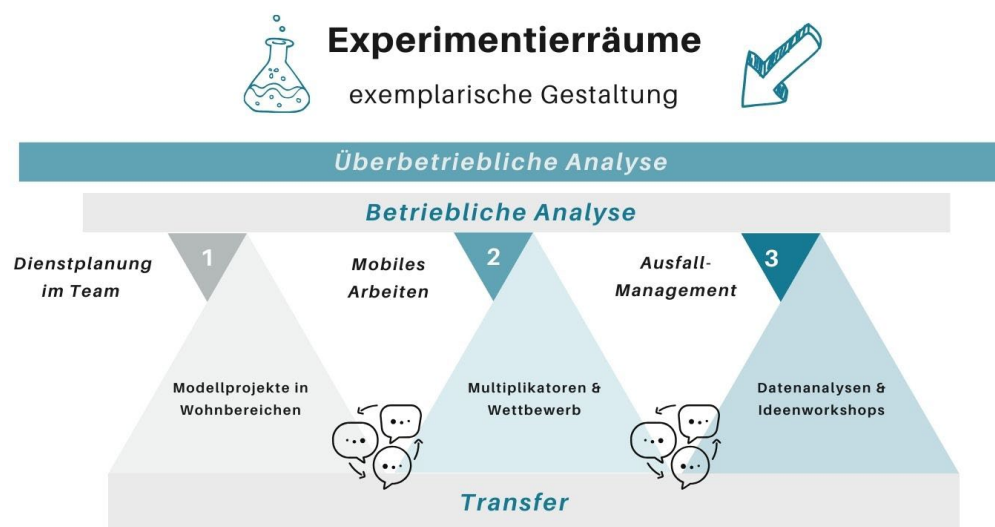 Experimentierräume
exemplarische Gestaltung
Überbetriebliche Analyse
Betriebliche Analyse
Dienstplanung
im Team
1
Mobiles
Arbeiten
2
Ausfall-
Management
3
Modellprojekte in
Wohnbereichen
Multiplikatoren &
Wettbewerb
Datenanalysen &
Ideenworkshops
Transfer